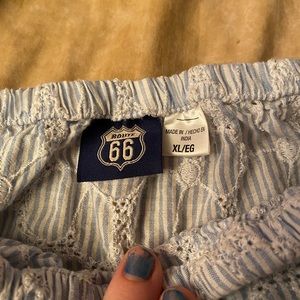 ROUTE
66
MADE IN / HECHO EN
INDIA
XL/EG